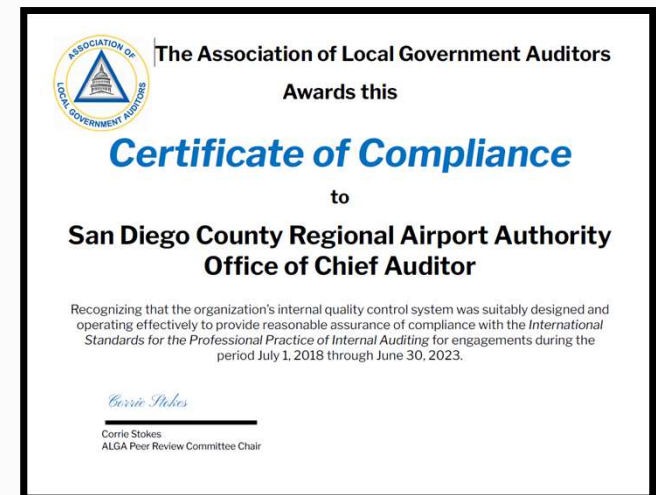 ASSOCIATION OF
LOCAL GOVERNMENT AUDITORS
The Association of Local Government Auditors
Awards this
Certificate of Compliance
to
San Diego County Regional Airport Authority
Office of Chief Auditor
Recognizing that the organization's internal quality control system was suitably designed and
operating effectively to provide reasonable assurance of compliance with the International
Standards for the Professional Practice of Internal Auditing for engagements during the
period July 1, 2018 through June 30, 2023.
Corrie Stokes
Corrie Stokes
ALGA Peer Review Committee Chair